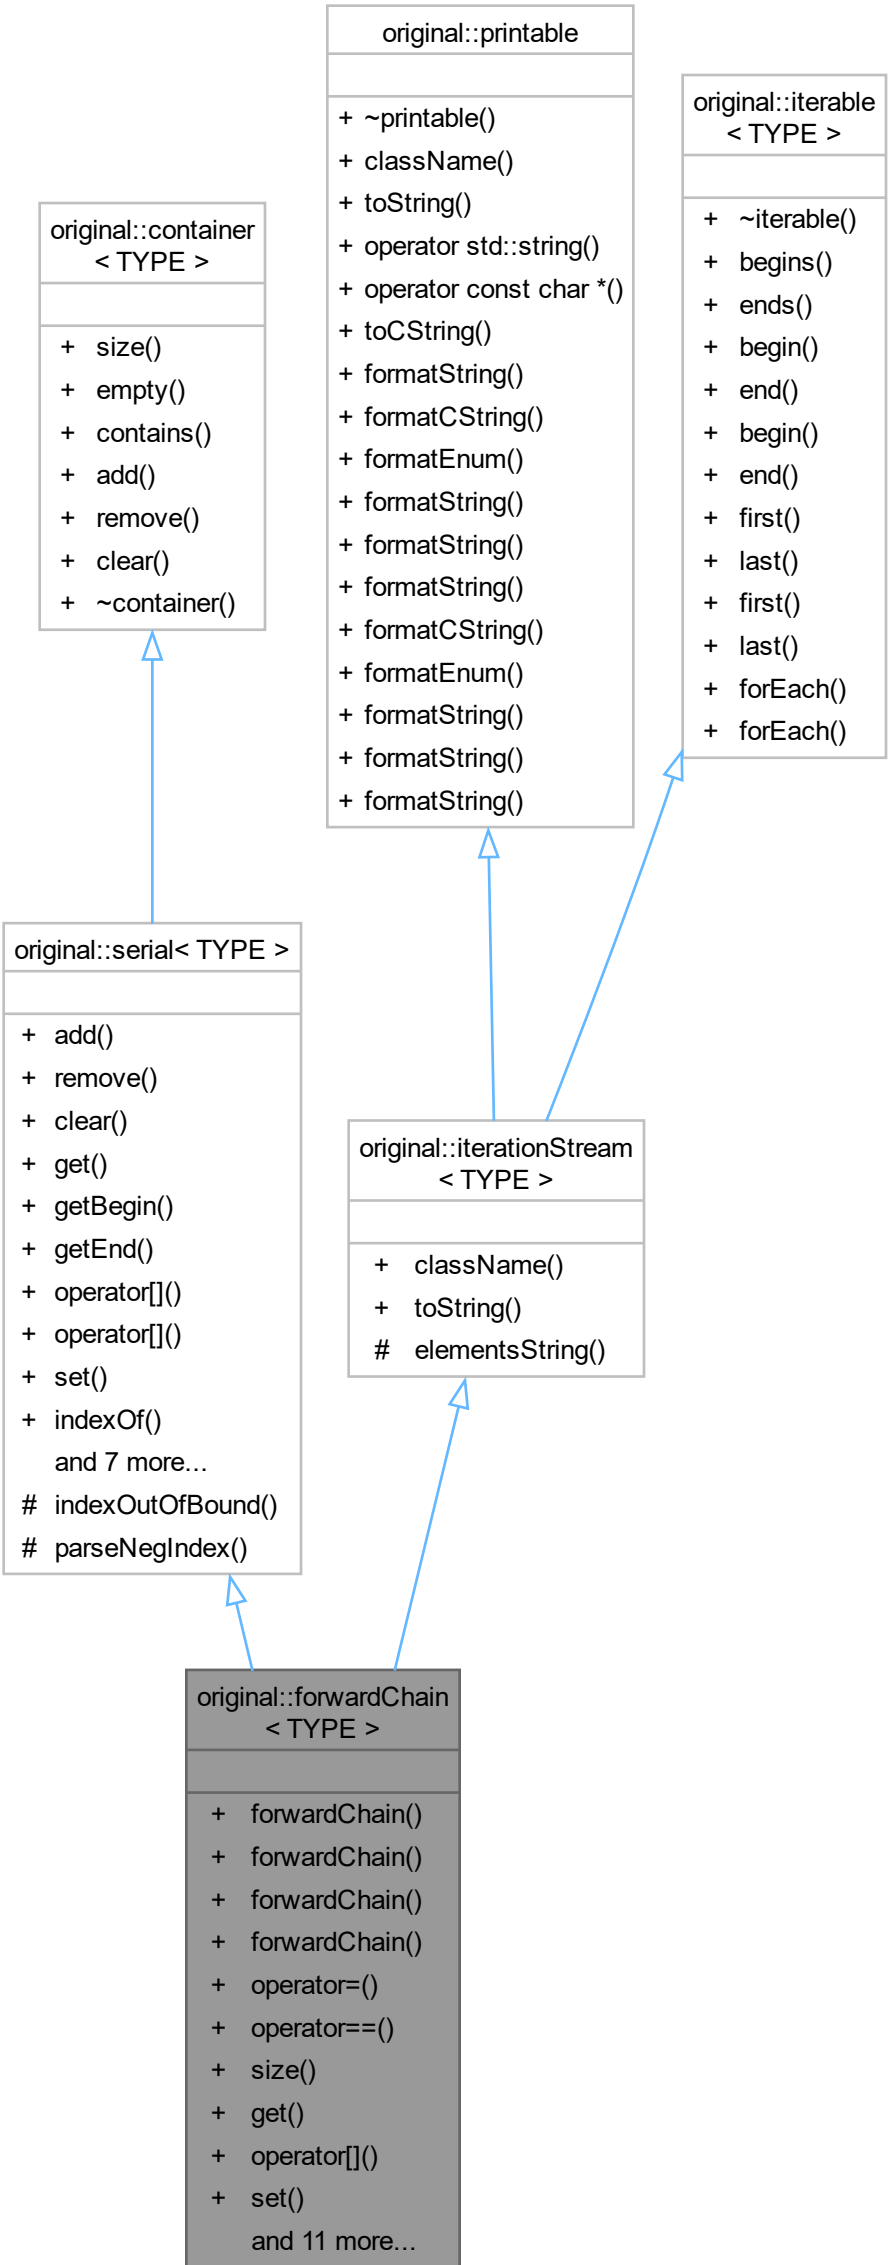 original::printable
+ ~printable()
+ className()
+ toString()
+ operator std::string()
+ operator const char *()
+ toCString()
+ formatString()
+ formatCString()
+ formatEnum()
+ formatString()
+ formatString()
+ formatString()
+ formatCString()
+ formatEnum()
+ formatString()
+ formatString()
+ formatString()
original::iterable
< TYPE >
+ ~iterable()
+ begins()
+ ends()
+ begin()
+ end()
+ begin()
+ end()
+ first()
+ last()
+ first()
+ last()
+ forEach()
+ forEach()
original::container
< TYPE >
+ size()
+ empty()
+ contains()
+ add()
+ remove()
+ clear()
+ ~container()
original::serial< TYPE >
+ add()
+ remove()
+ clear()
+ get()
+ getBegin()
+ getEnd()
+ operator[]()
+ operator[]()
+ set()
+ indexOf()
and 7 more...
# indexOutOfBound()
# parseNegIndex()
original::iterationStream
< TYPE >
+ className()
+ toString()
# elementsString()
original::forwardChain
< TYPE >
+ forwardChain()
+ forwardChain()
+ forwardChain()
+ forwardChain()
+ operator=()
+ operator==()
+ size()
+ get()
+ operator[]()
+ set()
and 11 more...